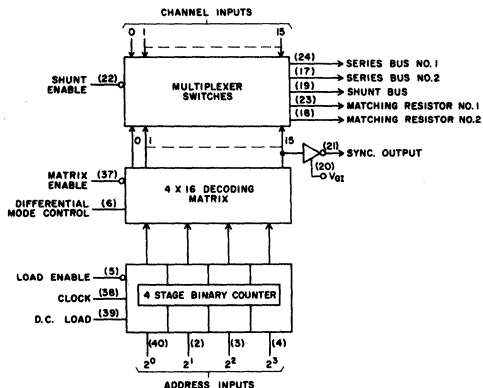 CHANNEL INPUTS
0 1 15
SHUNT ENABLE (22)
MULTIPLEXER SWITCHES
(24) SERIES BUS NO.1
(17) SERIES BUS NO.2
(19) SHUNT BUS
(23) MATCHING RESISTOR NO.1
(18) MATCHING RESISTOR NO.2
0 1 15
(21) SYNC. OUTPUT
(20) VGI
MATRIX ENABLE (37)
DIFFERENTIAL MODE CONTROL (6)
4 X 16 DECODING MATRIX
LOAD ENABLE (5)
CLOCK (38)
D.C. LOAD (39)
4 STAGE BINARY COUNTER
(40) (2) (3) (4)
2⁰ 2¹ 2² 2³
ADDRESS INPUTS